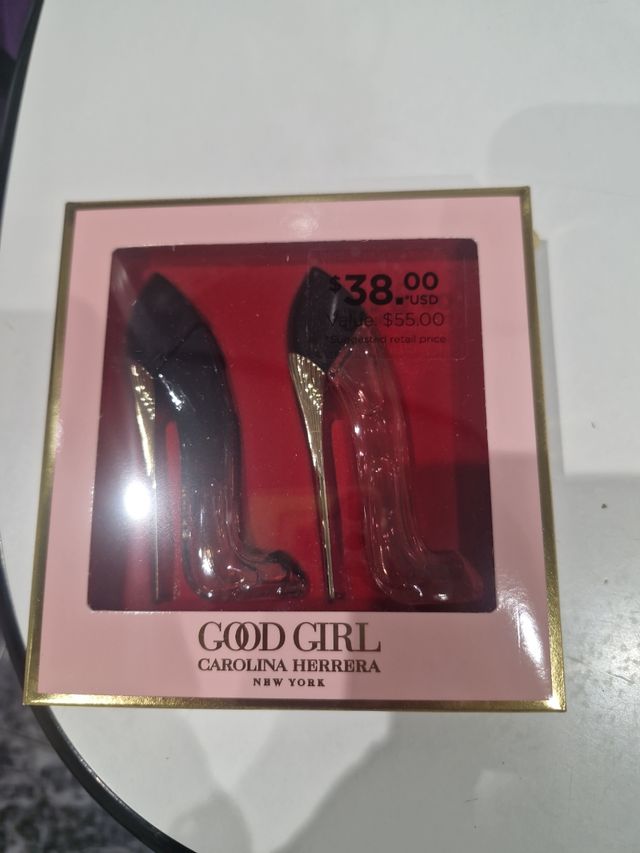 $38.00
*USD
Value: $55.00
*Suggested retail price
GOOD GIRL
CAROLINA HERRERA
NEW YORK